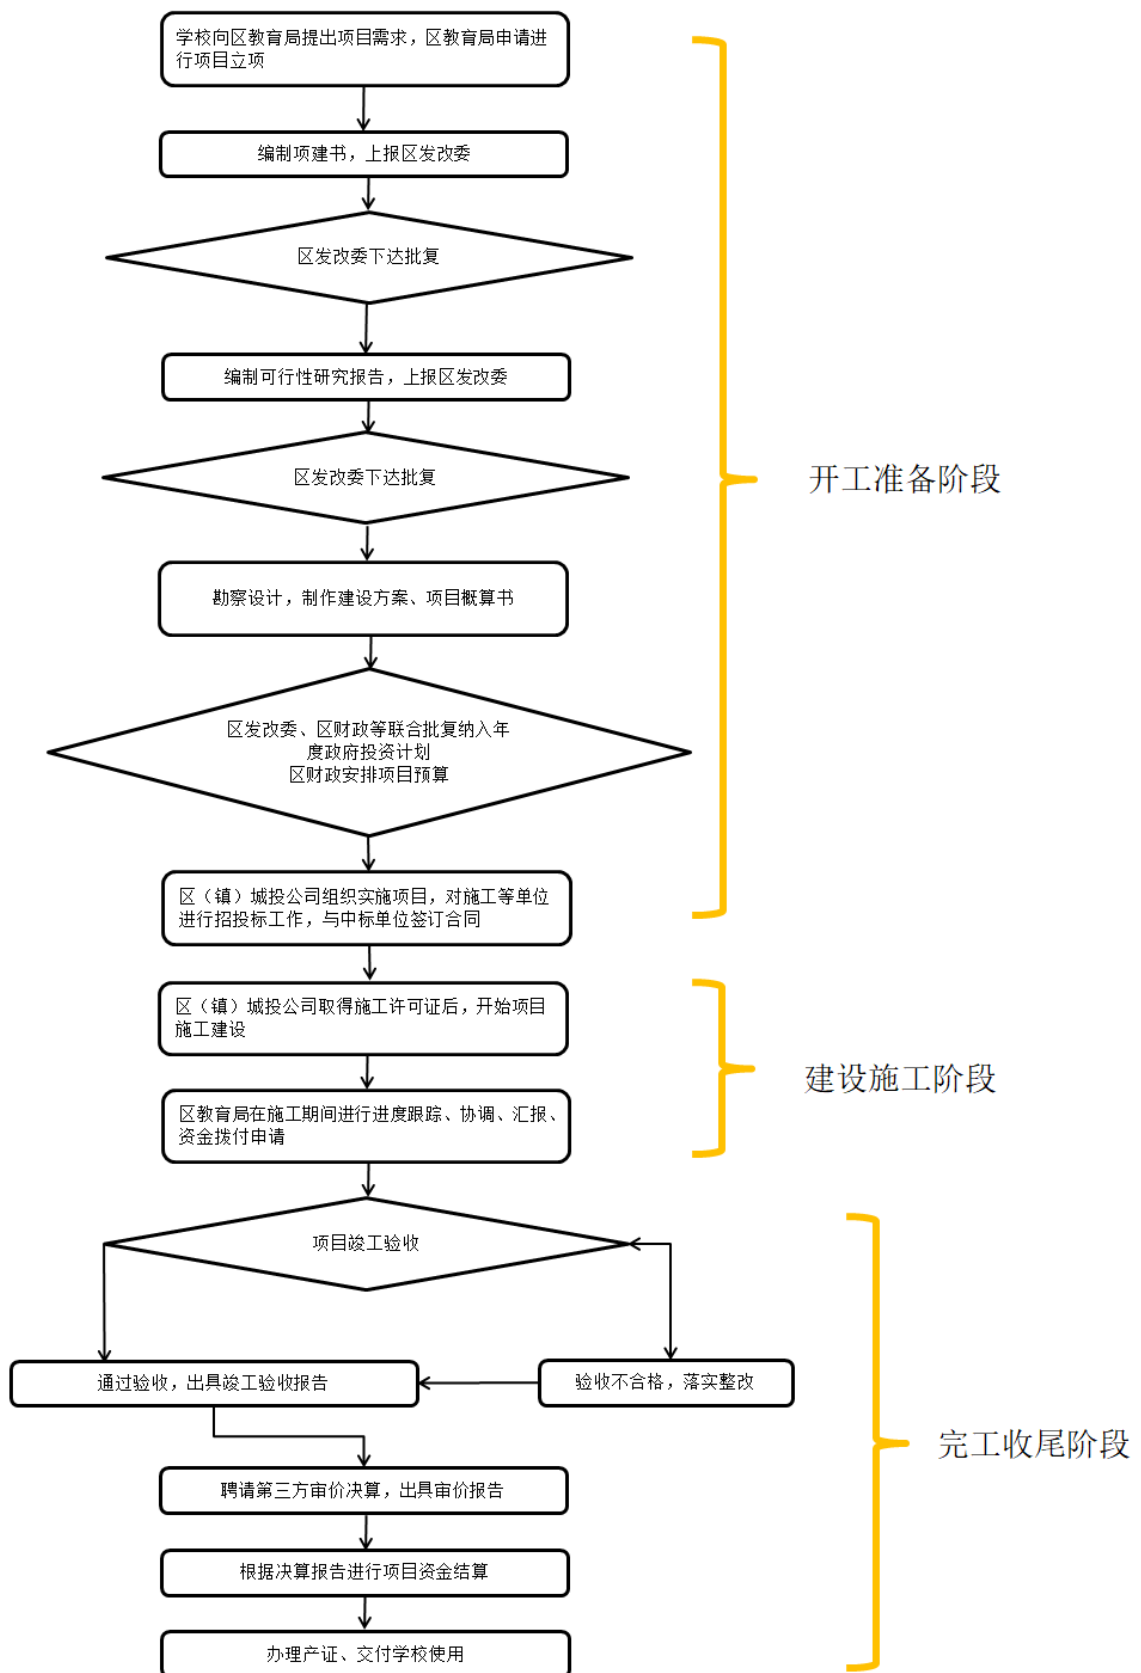 学校向区教育局提出项目需求，区教育局申请进
行项目立项
编制项建书，上报区发改委
区发改委下达批复
编制可行性研究报告，上报区发改委
区发改委下达批复
开工准备阶段
勘察设计，制作建设方案、项目概算书
区发改委、区财政等联合批复纳入年
度政府投资计划
区财政安排项目预算
区（镇）城投公司组织实施项目，对施工等单位
进行招投标工作，与中标单位签订合同
区（镇）城投公司取得施工许可证后，开始项目
施工建设
建设施工阶段
区教育局在施工期间进行进度跟踪、协调、汇报、
资金拨付申请
项目竣工验收
通过验收，出具竣工验收报告
验收不合格，落实整改
完工收尾阶段
聘请第三方审价决算，出具审价报告
根据决算报告进行项目资金结算
办理产证、交付学校使用